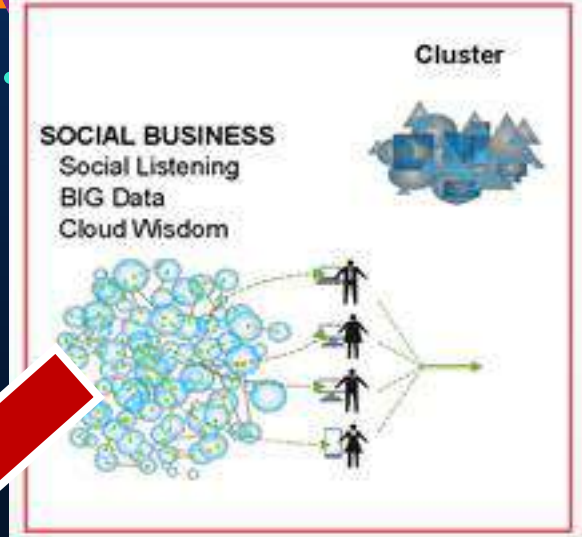 Cluster
SOCIAL BUSINESS
Social Listening
BIG Data
Cloud Wisdom